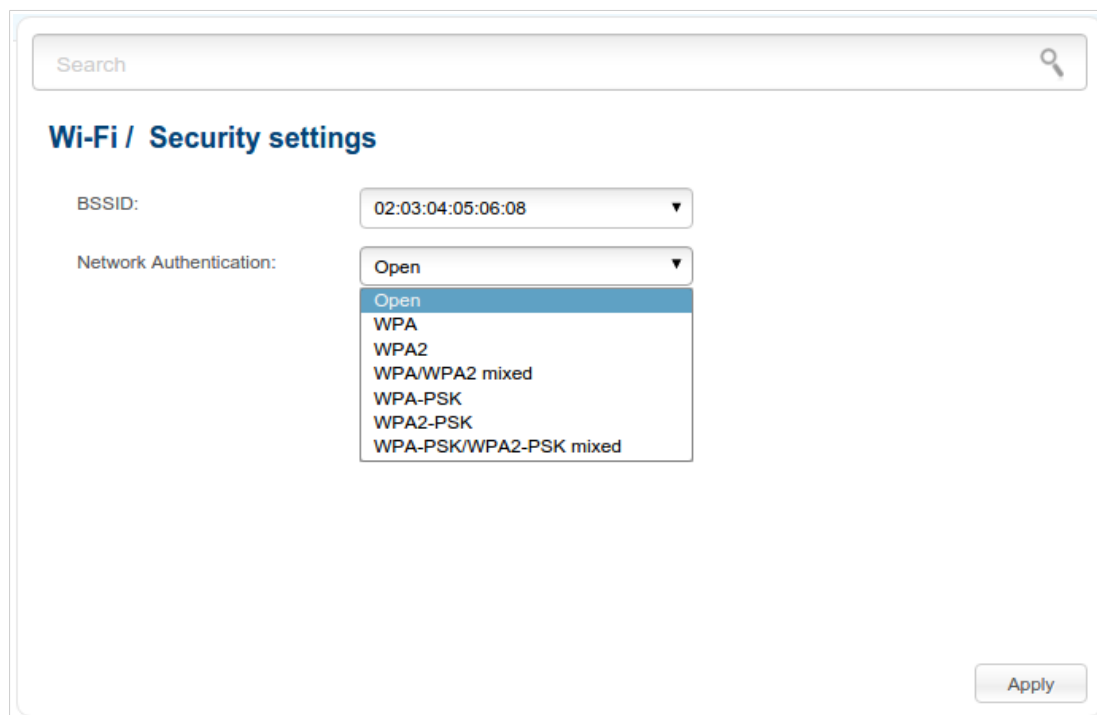 Search
Wi-Fi /  Security settings
BSSID: 02:03:04:05:06:08
Network Authentication: Open
Open
WPA
WPA2
WPA/WPA2 mixed
WPA-PSK
WPA2-PSK
WPA-PSK/WPA2-PSK mixed
Apply